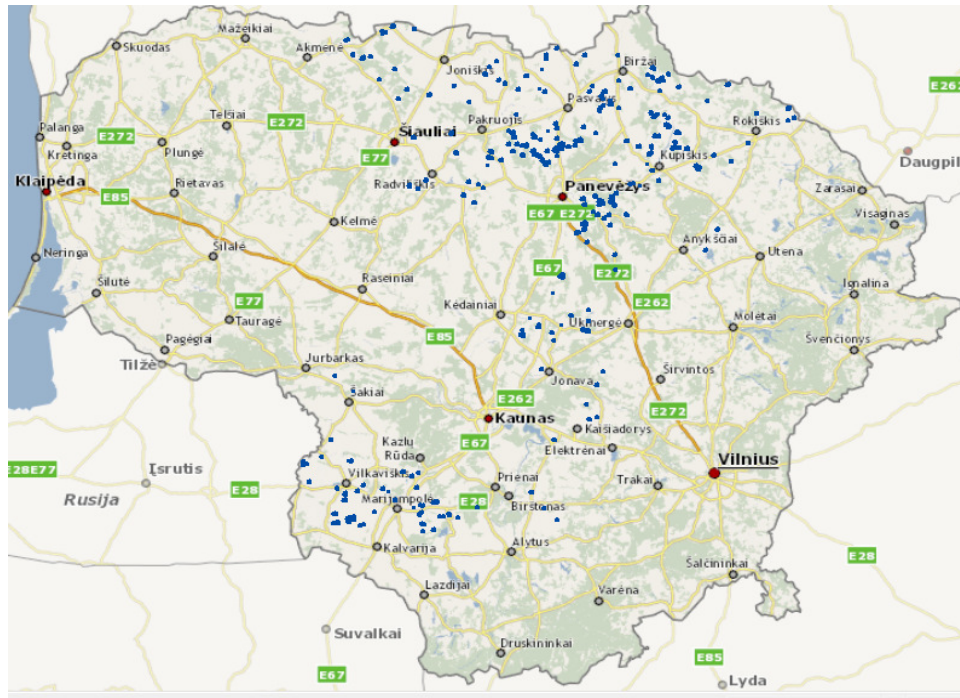 Mažeikiai
Skuodas
Akmenė
Joniškis
Biržai
E262
Palanga
E272
Telšiai
E272
Pasvalys
Pakruojis
Rokiškis
Kretinga
Plungė
Šiauliai
E77
Kupiškis
Daugpil
Klaipėda
E85
Rietavas
Radviliškis
Panevėžys
Zarasai
E67 E272
Visaginas
Kelmė
Neringa
Šilalė
Anykščiai
Utena
Šilutė
Raseiniai
E67
E272
Ignalina
E77
Tauragė
Kėdainiai
E262
Ukmergė
Molėtai
Pagėgiai
E85
Švenčionys
Tilžė
Jurbarkas
Jonava
Širvintos
Šakiai
E262
Kaunas
E272
Kaišiadorys
Kazlų
Rūda
E67
Elektrėnai
Vilnius
E28E77
Įsrutis
Rusija
E28
Vilkaviškis
Prienai
Trakai
Marijampolė
E28
Birštonas
Kalvarija
Alytus
E28
Šalčininkai
Lazdijai
Varėna
Suvalkai
Druskininkai
E67
E85
Lyda